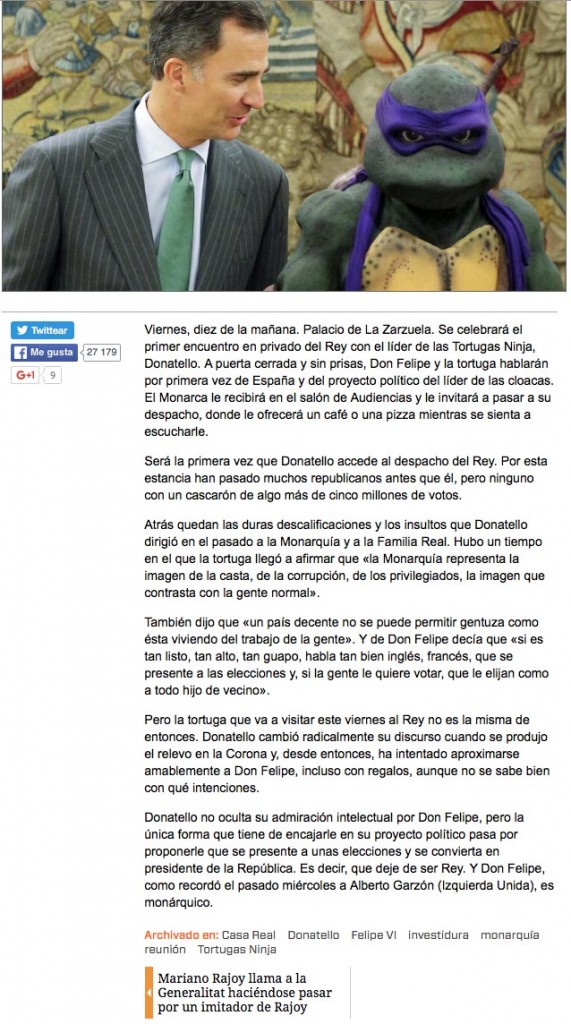 Twittear
Me gusta
27 179
G+1
9
Viernes, diez de la mañana. Palacio de La Zarzuela. Se celebrará el
primer encuentro en privado del Rey con el líder de las Tortugas Ninja,
Donatello. A puerta cerrada y sin prisas, Don Felipe y la tortuga hablarán
por primera vez de España y del proyecto político del líder de las cloacas.
El Monarca le recibirá en el salón de Audiencias y le invitará a pasar a su
despacho, donde le ofrecerá un café o una pizza mientras se sienta a
escucharle.
Será la primera vez que Donatello accede al despacho del Rey. Por esta
estancia han pasado muchos republicanos antes que él, pero ninguno
con un cascarón de algo más de cinco millones de votos.
Atrás quedan las duras descalificaciones y los insultos que Donatello
dirigió en el pasado a la Monarquía y a la Familia Real. Hubo un tiempo
en el que la tortuga llegó a afirmar que «la Monarquía representa la
imagen de la casta, de la corrupción, de los privilegiados, la imagen que
contrasta con la gente normal».
También dijo que «un país decente no se puede permitir gentuza como
ésta viviendo del trabajo de la gente». Y de Don Felipe decía que «si es
tan listo, tan alto, tan guapo, habla tan bien inglés, francés, que se
presente a las elecciones y, si la gente le quiere votar, que le elijan como
a todo hijo de vecino».
Pero la tortuga que va a visitar este viernes al Rey no es la misma de
entonces. Donatello cambió radicalmente su discurso cuando se produjo
el relevo en la Corona y, desde entonces, ha intentado aproximarse
amablemente a Don Felipe, incluso con regalos, aunque no se sabe bien
con qué intenciones.
Donatello no oculta su admiración intelectual por Don Felipe, pero la
única forma que tiene de encajarle en su proyecto político pasa por
proponerle que se presente a unas elecciones y se convierta en
presidente de la República. Es decir, que deje de ser Rey. Y Don Felipe,
como recordó el pasado miércoles a Alberto Garzón (Izquierda Unida), es
monárquico.
Archivado en: Casa Real Donatello Felipe VI investidura monarquía
reunión Tortugas Ninja
Mariano Rajoy llama a la
Generalitat haciéndose pasar
por un imitador de Rajoy